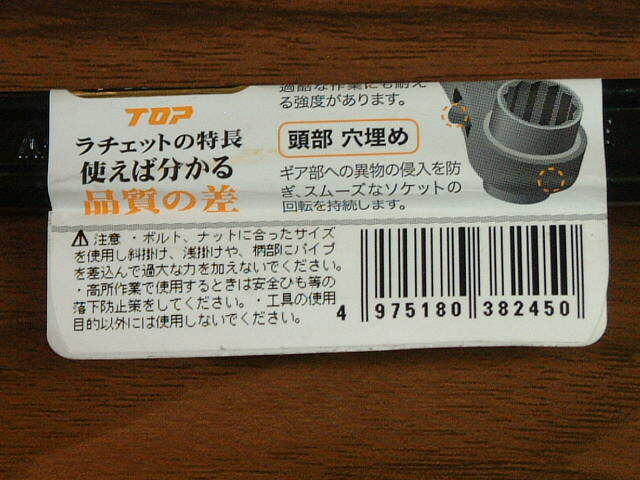 TOP
ラチェットの特長
使えば分かる
品質の差
過酷な作業にも耐え
る強度があります。
頭部 穴埋め
ギア部への異物の侵入を防
ぎ、スムーズなソケットの
回転を持続します。
⚠注意 ・ボルト、ナットに合ったサイズ
を使用し斜掛け、浅掛けや、柄部にパイプ
を差込んで過大な力を加えないでください。
・高所作業で使用するときは安全ひも等の
落下防止策をしてください。・工具の使用
目的以外には使用しないでください。
4 975180 382450